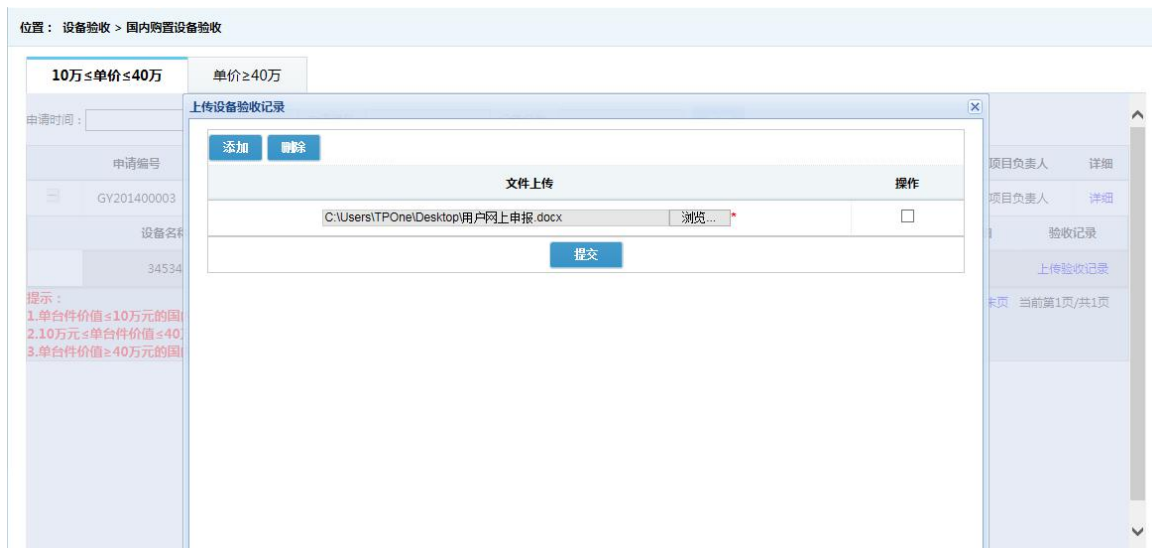 位置： 设备验收 > 国内购置设备验收
10万≤单价≤40万 单价≥40万
上传设备验收记录
申请时间：
添加 删除
申请编号 项目负责人 详细
文件上传 操作
GY201400003 项目负责人 详细
C:\Users\TPOne\Desktop\用户网上申报.docx 浏览... *
设备名称 验收记录
提交
34534 上传验收记录
提示：
末页 当前第1页/共1页
1.单台件价值≤10万元的国
2.10万元≤单台件价值≤40
3.单台件价值≥40万元的国